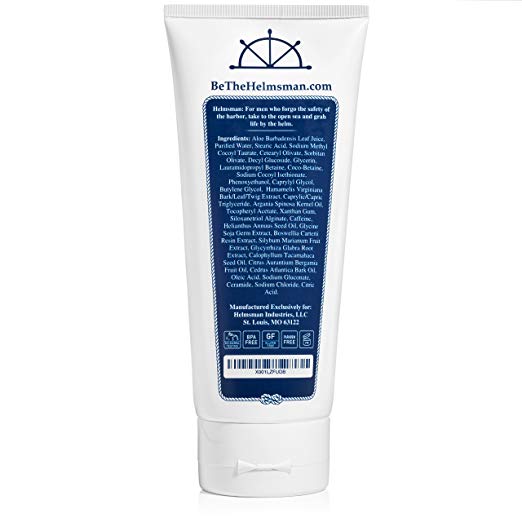 BeTheHelmsman.com
Helmsman: For men who forgo the safety of
the harbor, take to the open sea and grab
life by the helm.
Ingredients: Aloe Barbadensis Leaf Juice,
Purified Water, Stearic Acid, Sodium Methyl
Cocoyl Taurate, Cetearyl Olivate, Sorbitan
Olivate, Decyl Glucoside, Glycerin,
Lauramidopropyl Betaine, Coco-Betaine,
Sodium Cocoyl Isethionate,
Phenoxyethanol, Caprylyl Glycol,
Butylene Glycol, Hamamelis Virginiana
Bark/Leaf/Twig Extract, Caprylic/Capric
Triglyceride, Argania Spinosa Kernel Oil,
Tocopheryl Acetate, Xanthan Gum,
Siloxanetriol Alginate, Caffeine,
Helianthus Annuus Seed Oil, Glycine
Soja Germ Extract, Boswellia Carterii
Resin Extract, Silybum Marianum Fruit
Extract, Glycyrrhiza Glabra Root
Extract, Calophyllum Tacamahaca
Seed Oil, Citrus Aurantium Bergamia
Fruit Oil, Cedrus Atlantica Bark Oil,
Oleic Acid, Sodium Gluconate,
Ceramide, Sodium Chloride, Citric
Acid.
Manufactured Exclusively for:
Helmsman Industries, LLC
St. Louis, MO 63122
BPA
FREE
GF
FREE
X001LZFUOB